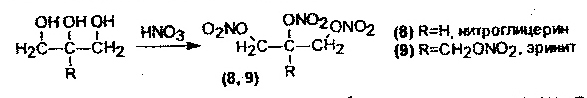 OH OH OH
H₂C C CH₂
R
HNO₃
O₂NO ONO₂ ONO₂
H₂C C CH₂
R
(8, 9)
(8) R=H, нитроглицерин
(9) R=CH₂ONO₂, эринит